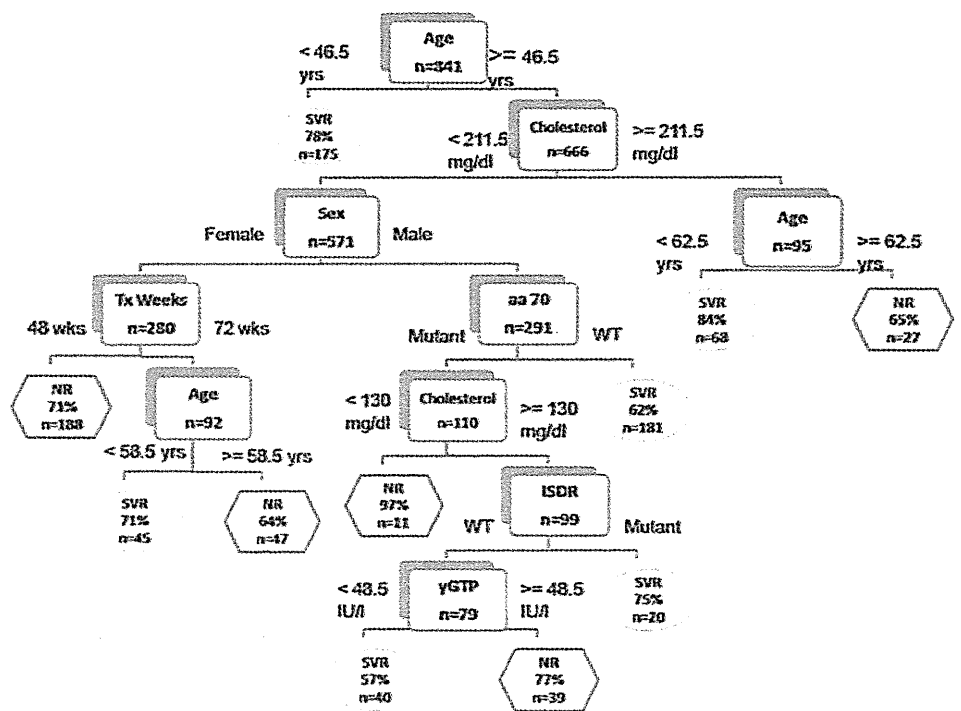 Age
n=841
< 46.5
yrs
>= 46.5
yrs
SVR
78%
n=175
Cholesterol
n=666
< 211.5
mg/dl
>= 211.5
mg/dl
Sex
n=571
Female
Male
Age
n=95
< 62.5
yrs
>= 62.5
yrs
SVR
84%
n=68
NR
65%
n=27
Tx Weeks
n=280
48 wks
72 wks
aa 70
n=291
Mutant
WT
NR
71%
n=188
Age
n=92
< 58.5 yrs
>= 58.5 yrs
Cholesterol
n=110
< 130
mg/dl
>= 130
mg/dl
SVR
62%
n=181
SVR
71%
n=45
NR
64%
n=47
NR
97%
n=11
ISDR
n=99
WT
Mutant
yGTP
n=79
< 48.5
IU/l
>= 48.5
IU/l
SVR
75%
n=20
SVR
57%
n=40
NR
77%
n=39